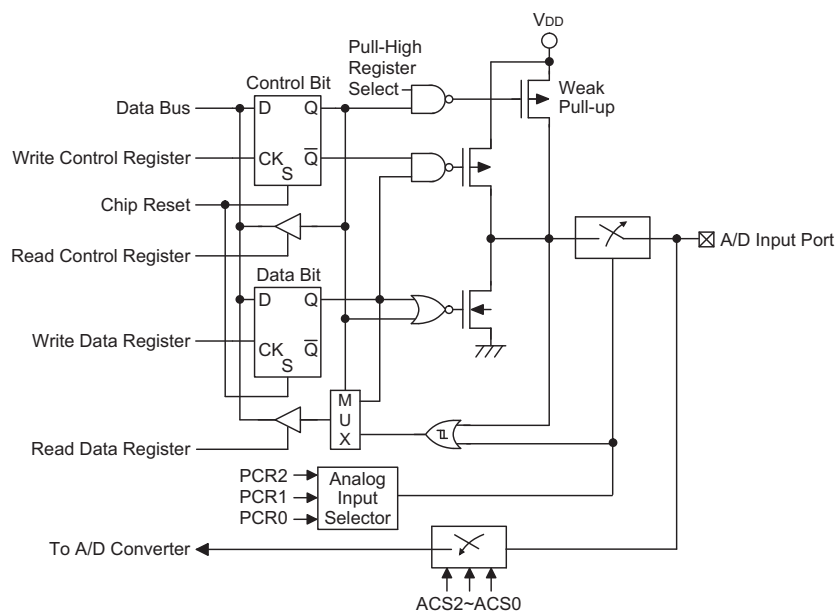 VDD
Pull-High
Register
Select
Control Bit
Weak
Pull-up
Data Bus
D
Q
Write Control Register
CK
Q
S
Chip Reset
A/D Input Port
Read Control Register
Data Bit
D
Q
Write Data Register
CK
Q
S
M
U
X
Read Data Register
PCR2
PCR1
PCR0
Analog
Input
Selector
To A/D Converter
ACS2~ACS0